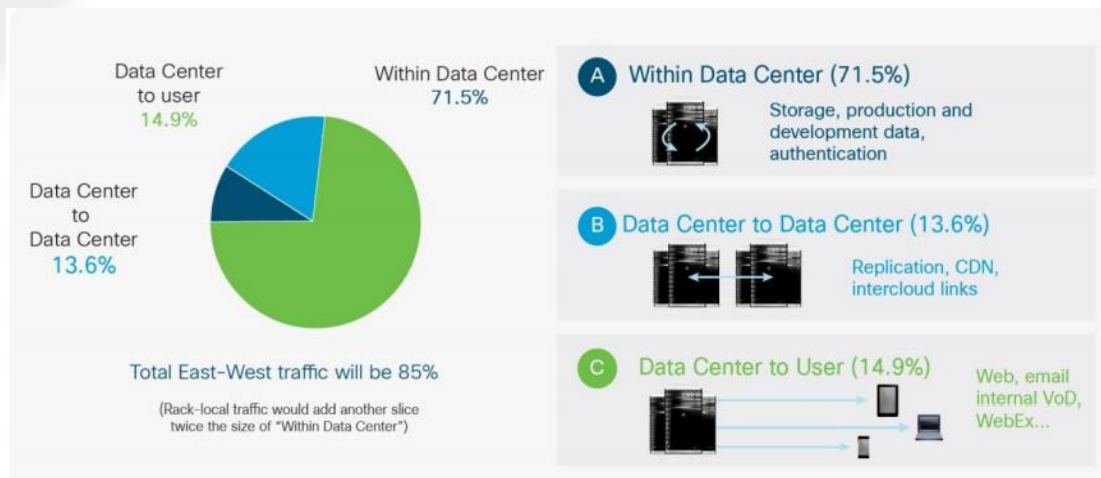 Data Center
to user
14.9%
Within Data Center
71.5%
Data Center
to
Data Center
13.6%
Total East-West traffic will be 85%
(Rack-local traffic would add another slice
twice the size of "Within Data Center")
A Within Data Center (71.5%)
Storage, production and
development data,
authentication
B Data Center to Data Center (13.6%)
Replication, CDN,
intercloud links
C Data Center to User (14.9%)
Web, email
internal VoD,
WebEx...